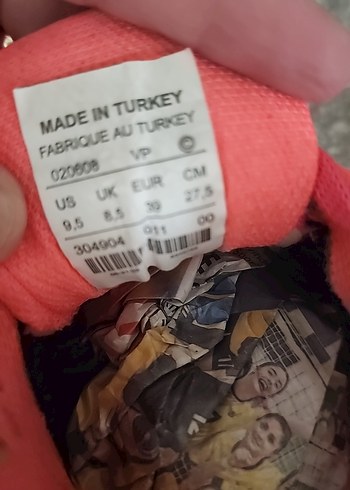 MADE IN TURKEY
FABRIQUE AU TURKEY
020608 VP ©
US UK EUR CM
9,5 8,5 39 27,5
304904 011 00